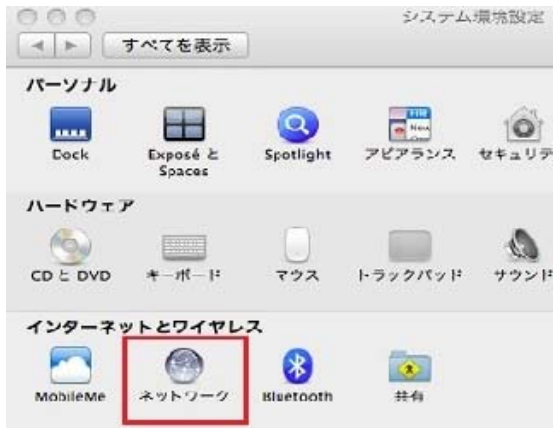 システム環境設定
すべてを表示
パーソナル
Dock
Exposé と
Spaces
Spotlight
アピアランス
セキュリテ
ハードウェア
CD と DVD
キーボード
マウス
トラックパッド
サウンド
インターネットとワイヤレス
MobileMe
ネットワーク
Bluetooth
共有